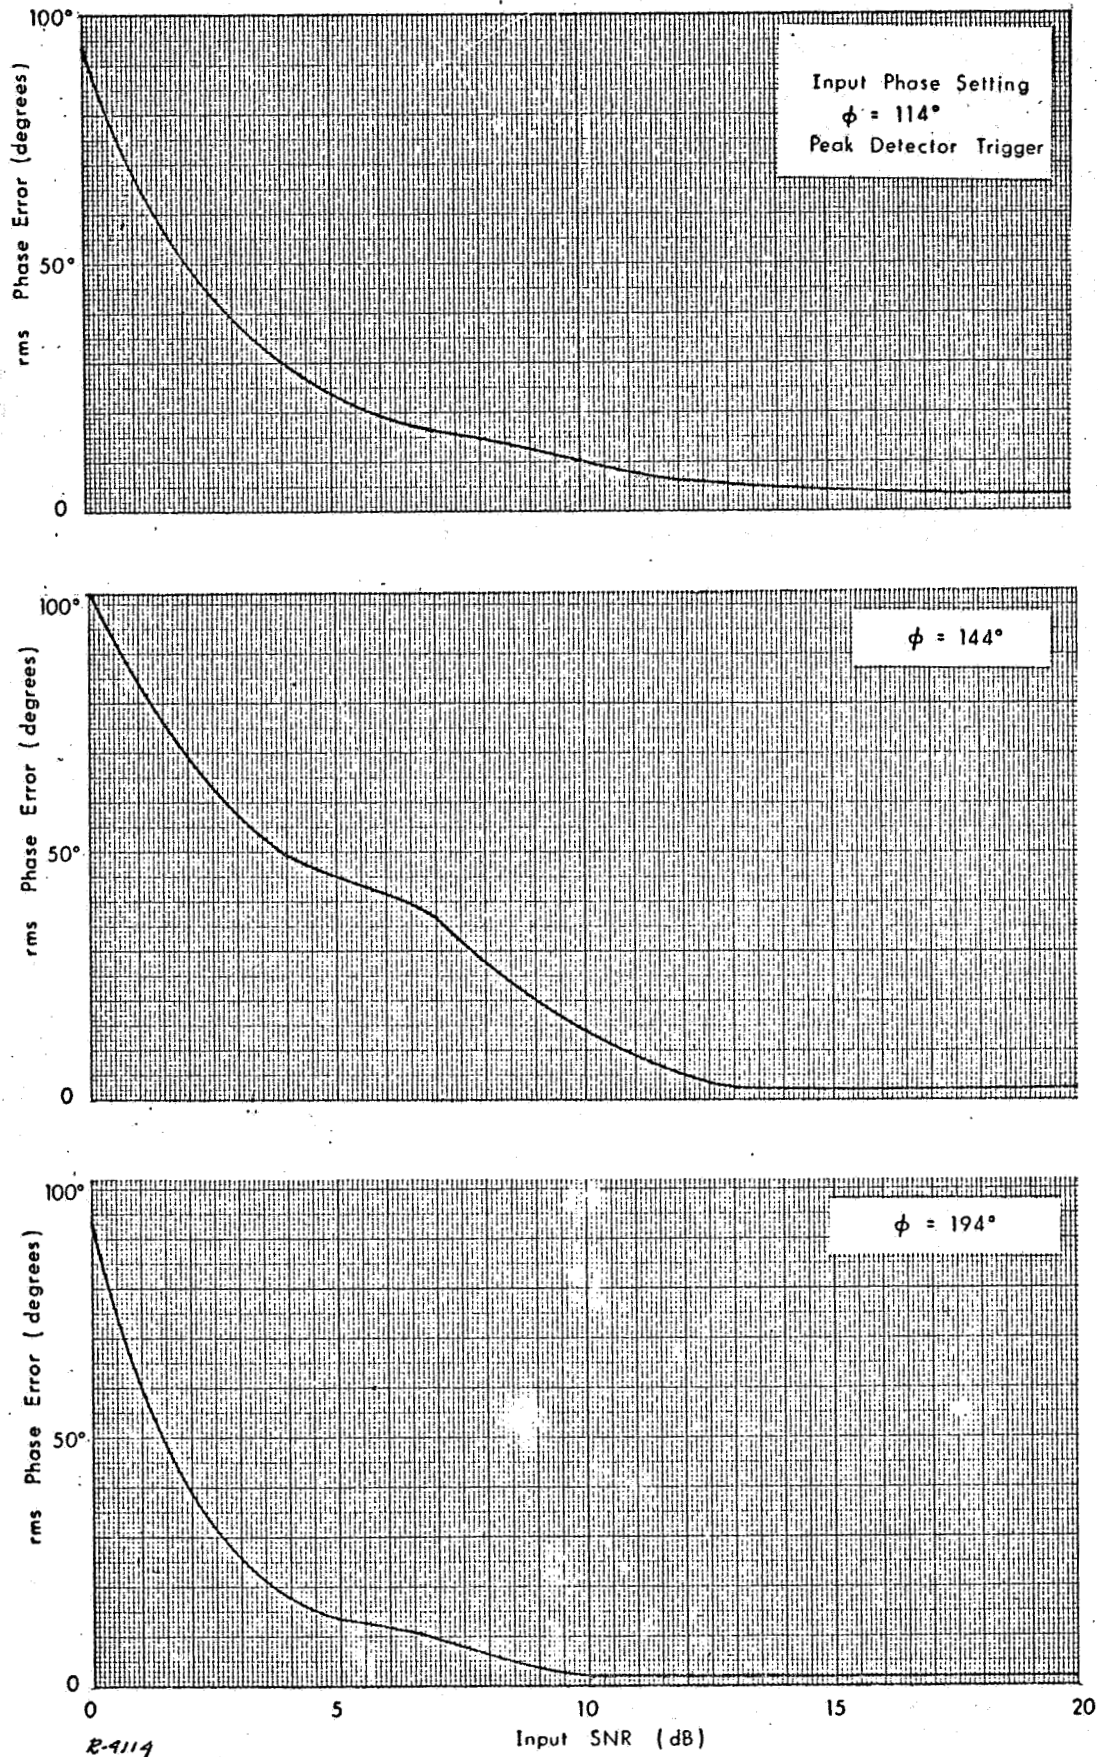 100°
50°
0
rms Phase Error (degrees)
Input Phase Setting
ϕ = 114°
Peak Detector Trigger
100°
50°
0
rms Phase Error (degrees)
ϕ = 144°
100°
50°
0
rms Phase Error (degrees)
ϕ = 194°
0 5 10 15 20
Input SNR (dB)
R-4114